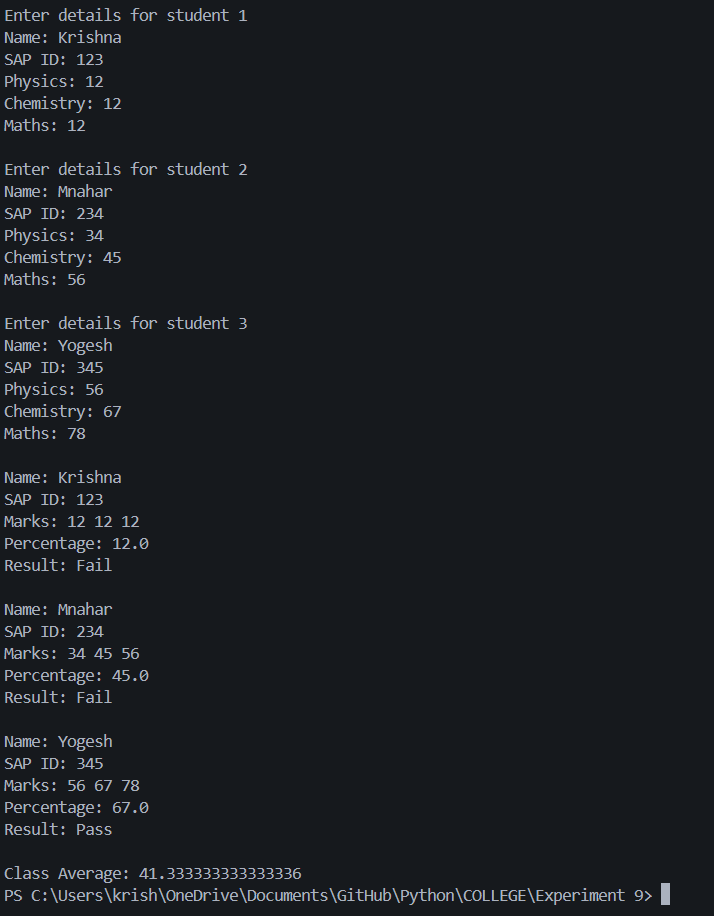 Enter details for student 1
Name: Krishna
SAP ID: 123
Physics: 12
Chemistry: 12
Maths: 12
Enter details for student 2
Name: Mnahar
SAP ID: 234
Physics: 34
Chemistry: 45
Maths: 56
Enter details for student 3
Name: Yogesh
SAP ID: 345
Physics: 56
Chemistry: 67
Maths: 78
Name: Krishna
SAP ID: 123
Marks: 12 12 12
Percentage: 12.0
Result: Fail
Name: Mnahar
SAP ID: 234
Marks: 34 45 56
Percentage: 45.0
Result: Fail
Name: Yogesh
SAP ID: 345
Marks: 56 67 78
Percentage: 67.0
Result: Pass
Class Average: 41.333333333333336
PS C:\Users\krish\OneDrive\Documents\GitHub\Python\COLLEGE\Experiment 9>